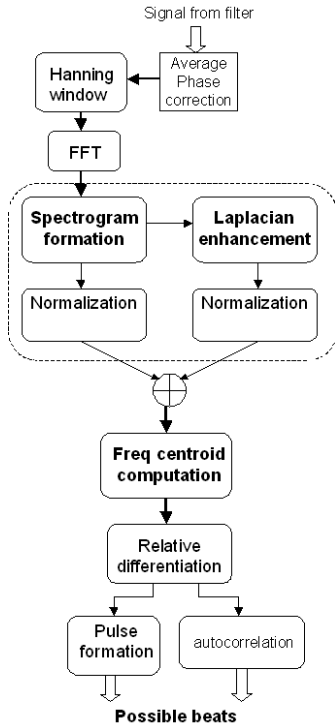 Signal from filter
Average
Phase
correction
Hanning
window
FFT
Spectrogram
formation
Laplacian
enhancement
Normalization
Normalization
Freq centroid
computation
Relative
differentiation
Pulse
formation
autocorrelation
Possible beats